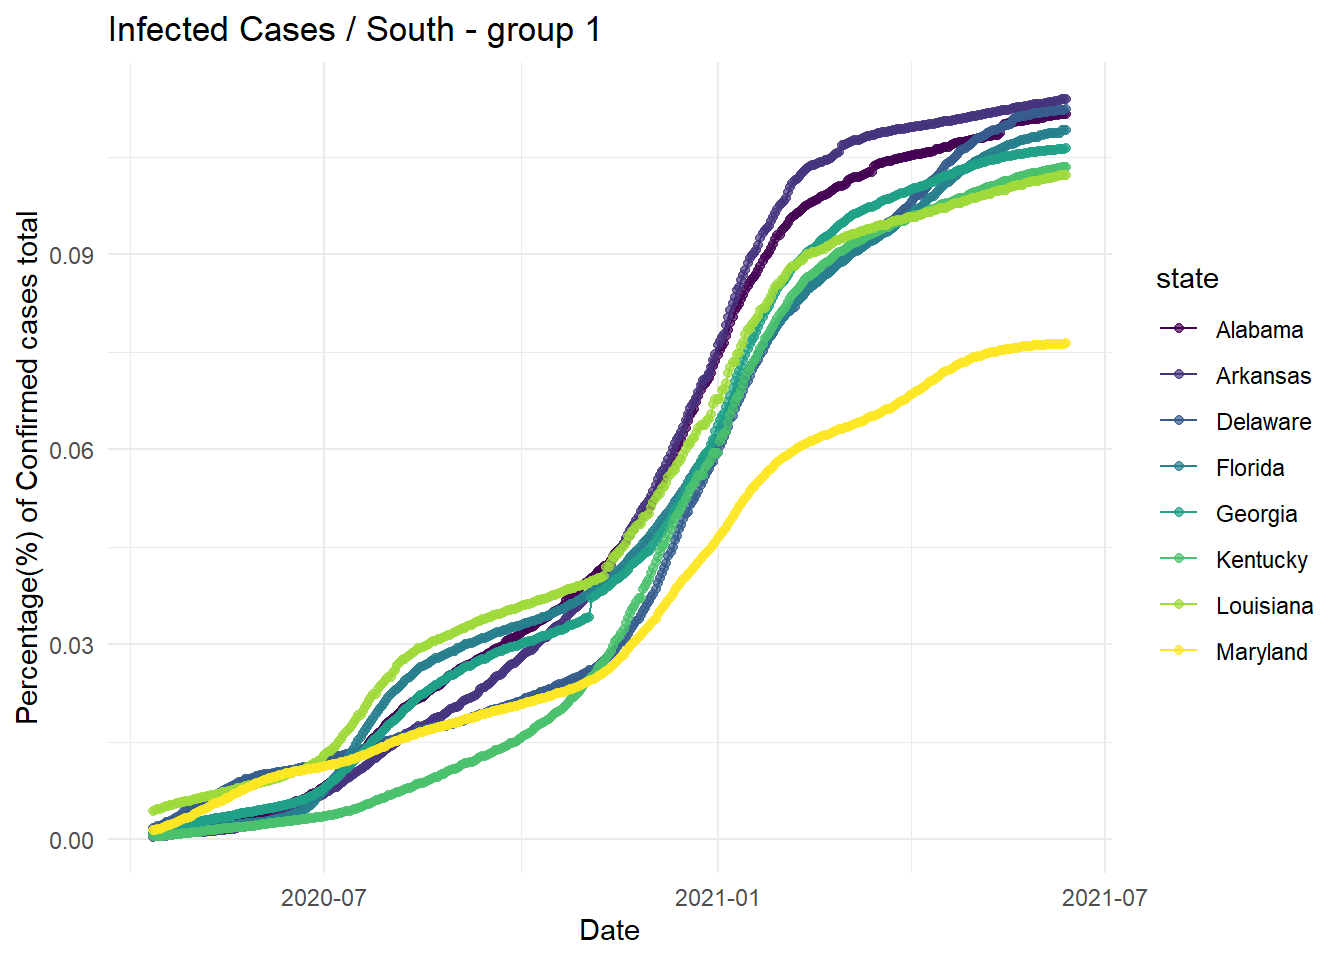 Infected Cases / South - group 1
Percentage(%) of Confirmed cases total
0.09
0.06
0.03
0.00
2020-07
2021-01
2021-07
Date
state
Alabama
Arkansas
Delaware
Florida
Georgia
Kentucky
Louisiana
Maryland